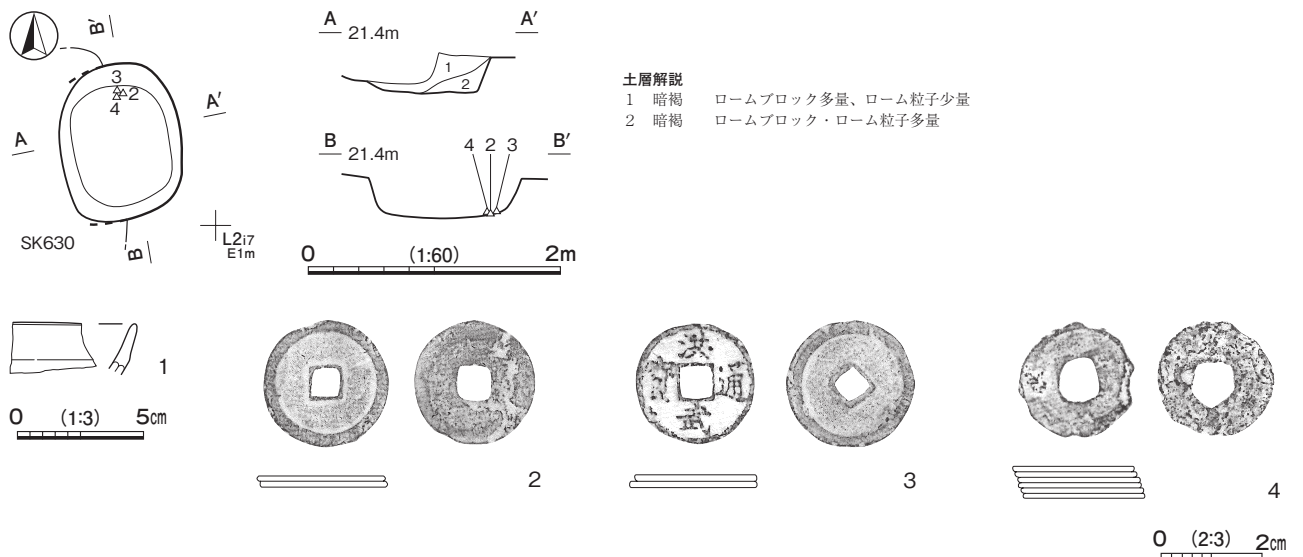 B′
A A′
21.4m
1
2
3
2
4
A′
A
SK630
B
L2i7
E1m
B B′
21.4m
4 2 3
0 (1:60) 2m
土層解説
1 暗褐 ロームブロック多量、ローム粒子少量
2 暗褐 ロームブロック・ローム粒子多量
1
0 (1:3) 5cm
2
洪武通
3
4
0 (2:3) 2cm